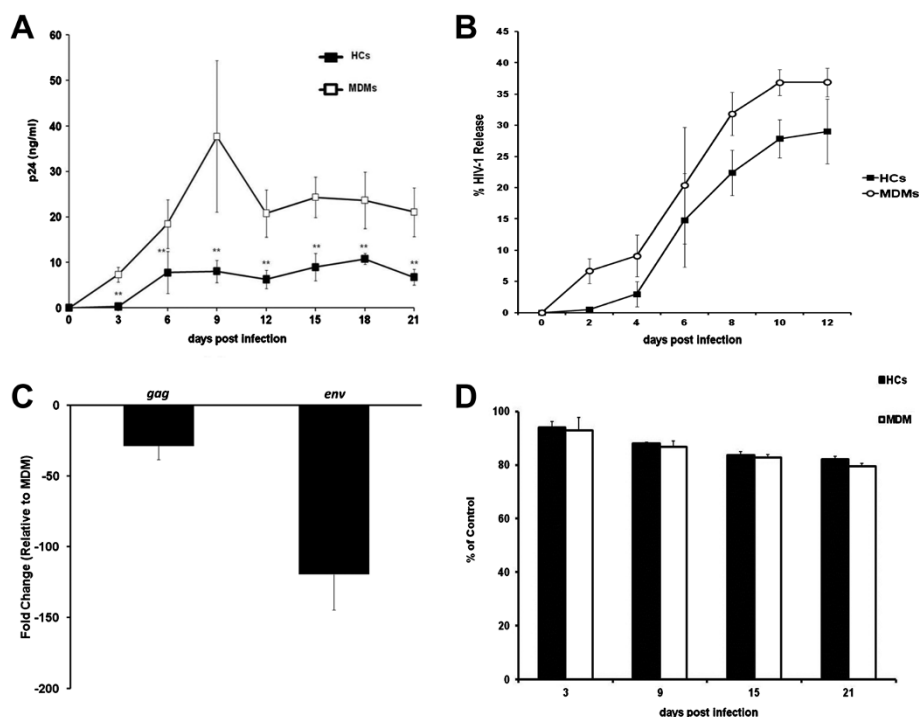 A
HCs
MDMs
p24 (ng/ml)
60
50
40
30
20
10
0
**
**
**
**
**
**
**
0 3 6 9 12 15 18 21
days post infection
B
% HIV-1 Release
45
40
35
30
25
20
15
10
5
0
HCs
MDMs
0 2 4 6 8 10 12
days post infection
C
gag env
Fold Change (Relative to MDM)
0
-50
-100
-150
-200
D
HCs
MDM
% of Control
100
80
60
40
20
0
3 9 15 21
days post infection